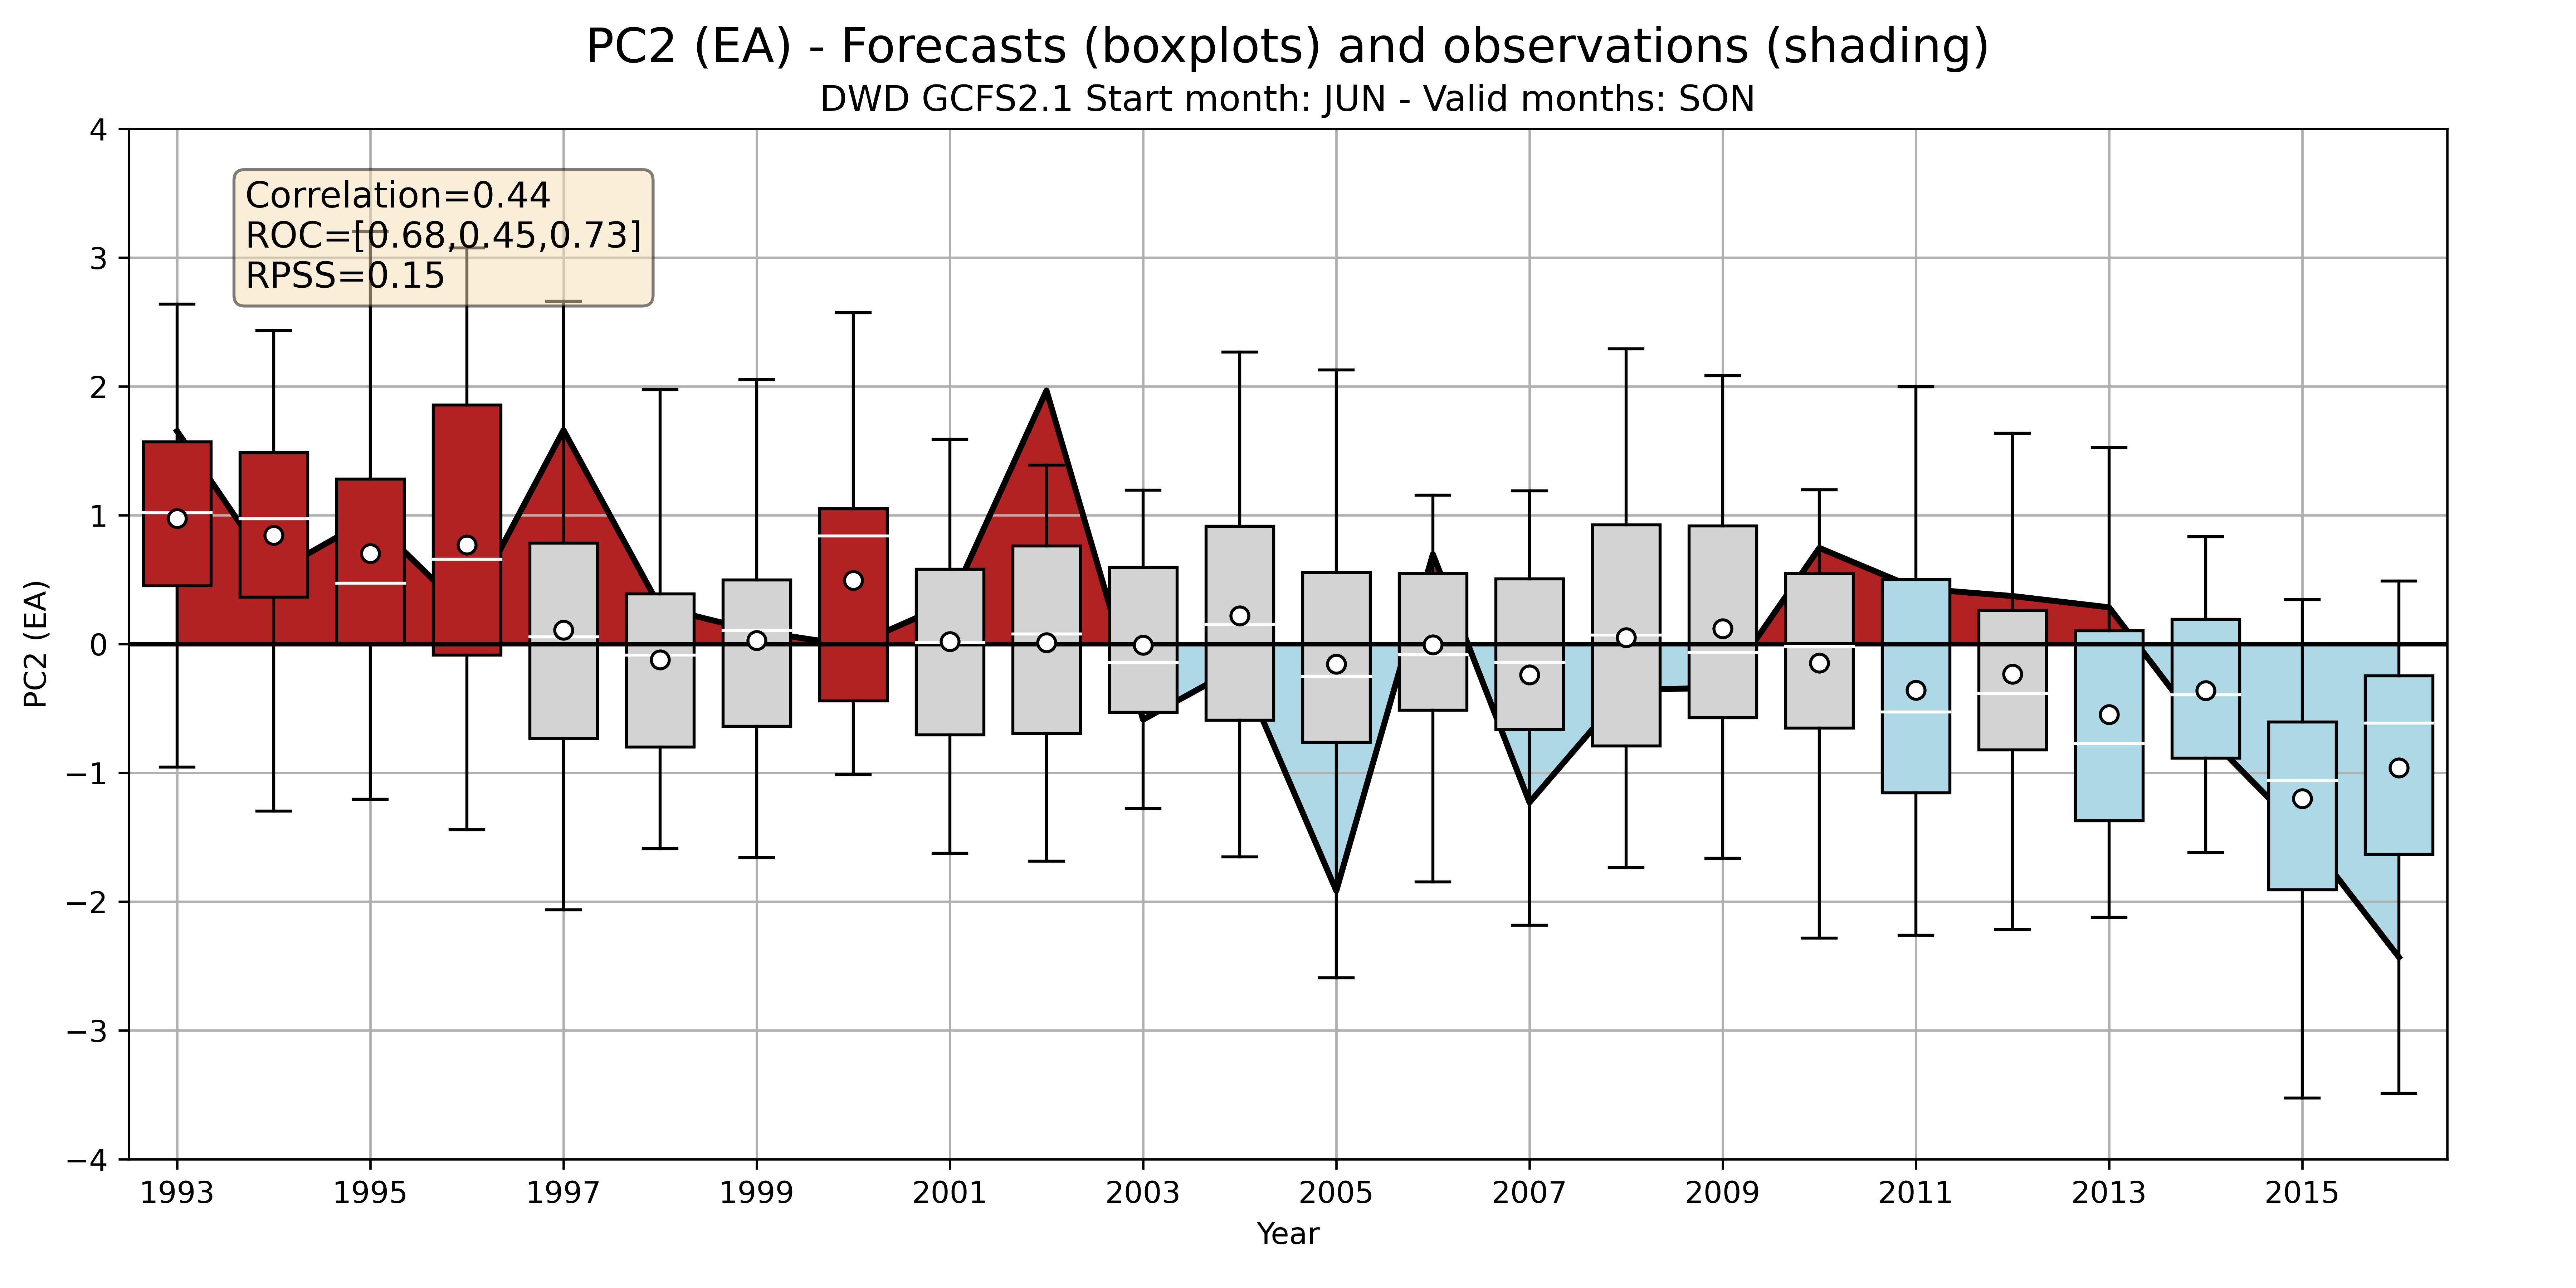 PC2 (EA) - Forecasts (boxplots) and observations (shading)
DWD GCFS2.1 Start month: JUN - Valid months: SON
Correlation=0.44
ROC=[0.68,0.45,0.73]
RPSS=0.15
PC2 (EA)
4
3
2
1
0
−1
−2
−3
−4
1993 1995 1997 1999 2001 2003 2005 2007 2009 2011 2013 2015
Year